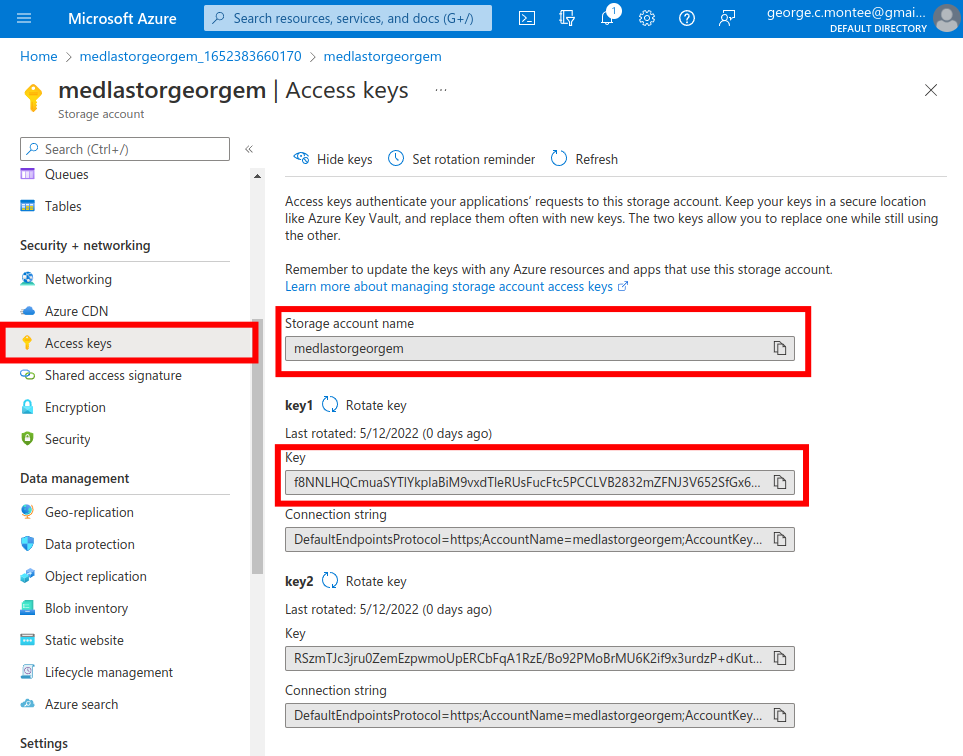 Microsoft Azure
Search resources, services, and docs (G+/)
1
george.c.montee@gmai...
DEFAULT DIRECTORY
Home > medlastorgeorgem_1652383660170 > medlastorgeorgem
medlastorgeorgem | Access keys ...
Storage account
Search (Ctrl+/)
«
Queues
Tables
Security + networking
Networking
Azure CDN
Access keys
Shared access signature
Encryption
Security
Data management
Geo-replication
Data protection
Object replication
Blob inventory
Static website
Lifecycle management
Azure search
Settings
Hide keys
Set rotation reminder
Refresh
Access keys authenticate your applications’ requests to this storage account. Keep your keys in a secure location
like Azure Key Vault, and replace them often with new keys. The two keys allow you to replace one while still using
the other.
Remember to update the keys with any Azure resources and apps that use this storage account.
Learn more about managing storage account access keys
Storage account name
medlastorgeorgem
key1
Rotate key
Last rotated: 5/12/2022 (0 days ago)
Key
f8NNLHQCmuaSYTlYkplaBiM9vxdTleRUsFucFtc5PCCLVB2832mZFNJ3V652SfGx6...
Connection string
DefaultEndpointsProtocol=https;AccountName=medlastorgeorgem;AccountKey...
key2
Rotate key
Last rotated: 5/12/2022 (0 days ago)
Key
RSzmTJc3jru0ZemEzpwmoUpERCbFqA1RzE/Bo92PMoBrMU6K2if9x3urdzP+dKut...
Connection string
DefaultEndpointsProtocol=https;AccountName=medlastorgeorgem;AccountKey...